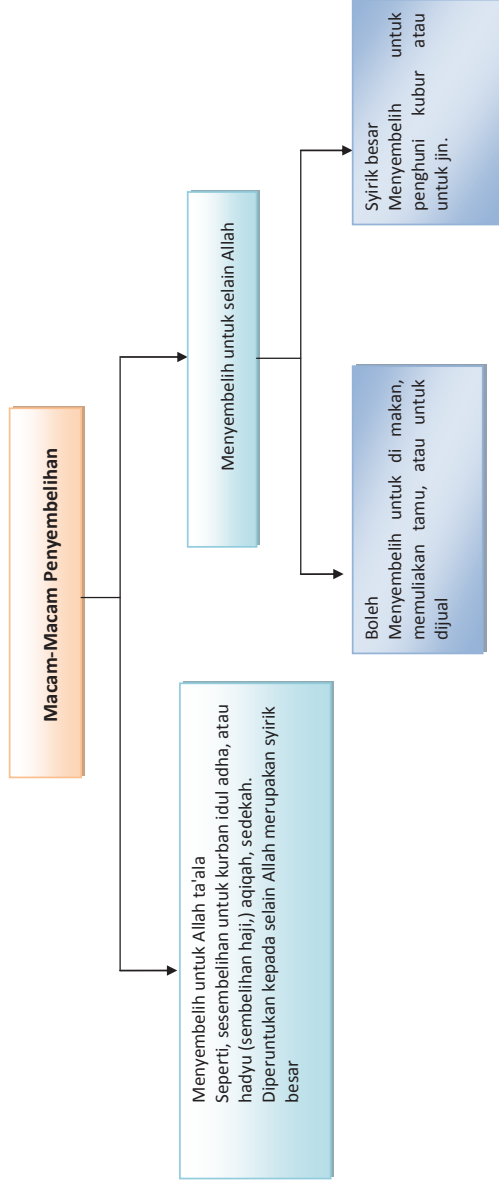 Macam-Macam Penyembelihan
Menyembelih untuk Allah ta'ala
Seperti, sesembelihan untuk kurban idul adha, atau
hadyu (sembelihan haji,) aqiqah, sedekah.
Diperuntukan kepada selain Allah merupakan syirik
besar
Menyembelih untuk selain Allah
Boleh
Menyembelih untuk di makan,
memuliakan tamu, atau untuk
dijual
Syirik besar
Menyembelih untuk
penghuni kubur atau
untuk jin.